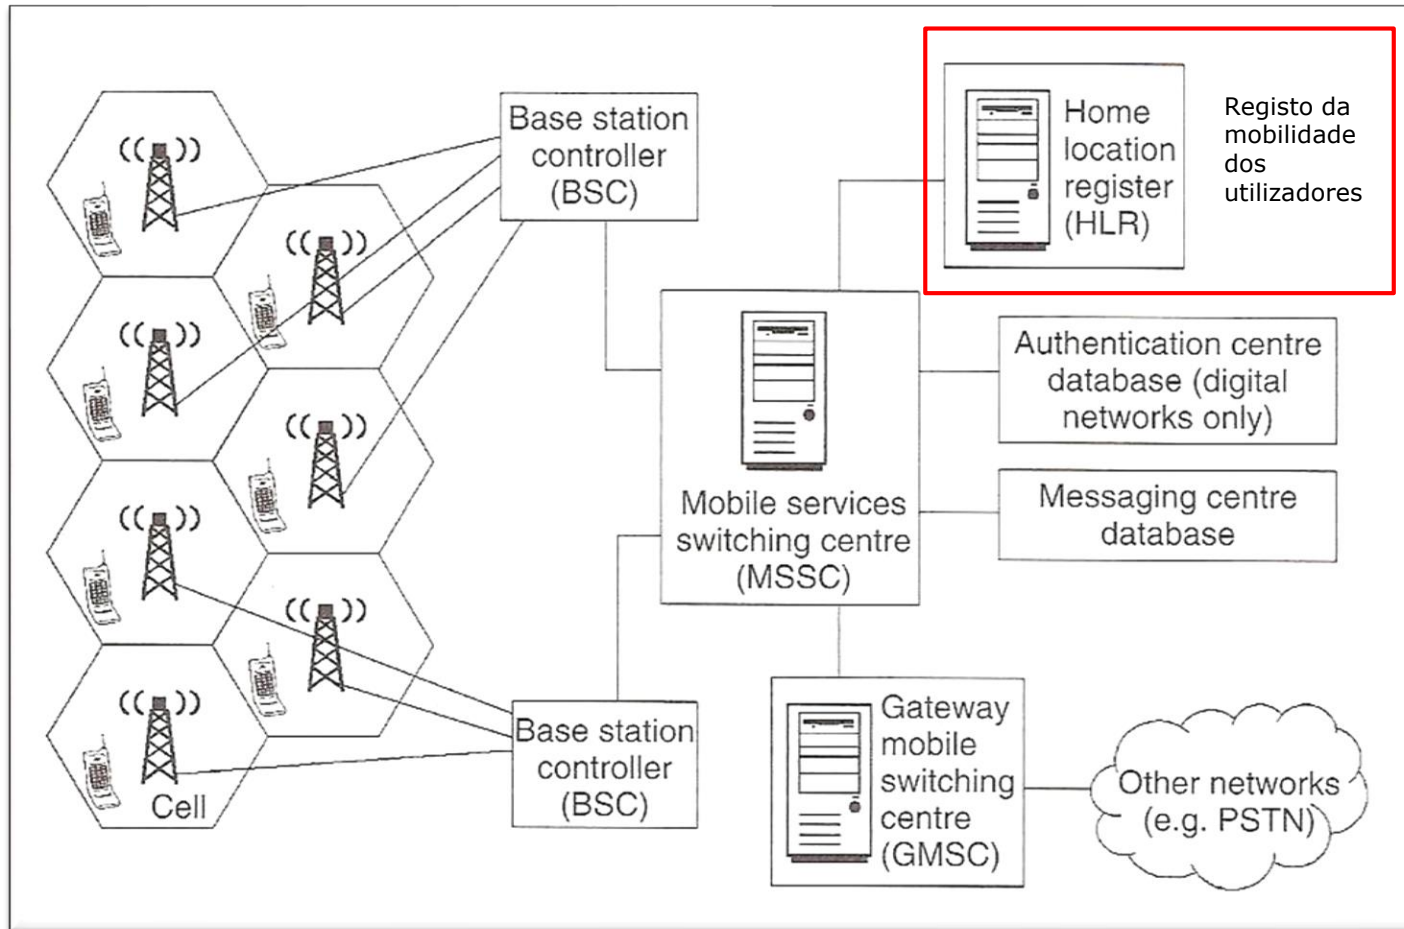 Base station
controller
(BSC)
Home
location
register
(HLR)
Registo da
mobilidade
dos
utilizadores
Authentication centre
database (digital
networks only)
Mobile services
switching centre
(MSSC)
Messaging centre
database
Base station
controller
(BSC)
Gateway
mobile
switching
centre
(GMSC)
Other networks
(e.g. PSTN)
Cell